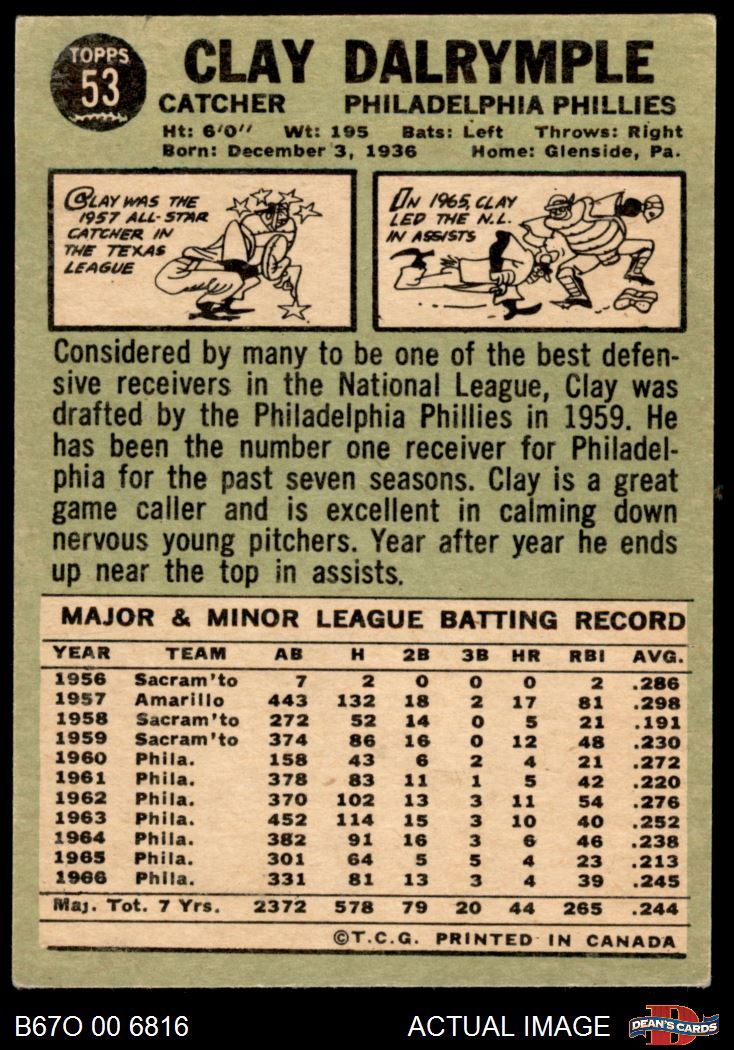 TOPPS
53
CLAY DALRYMPLE
CATCHER PHILADELPHIA PHILLIES
Ht: 6'0" Wt: 195 Bats: Left Throws: Right
Born: December 3, 1936 Home: Glenside, Pa.
CLAY WAS THE
1957 ALL-STAR
CATCHER IN
THE TEXAS
LEAGUE
IN 1965, CLAY
LED THE N.L.
IN ASSISTS
Considered by many to be one of the best defen-
sive receivers in the National League, Clay was
drafted by the Philadelphia Phillies in 1959. He
has been the number one receiver for Philadel-
phia for the past seven seasons. Clay is a great
game caller and is excellent in calming down
nervous young pitchers. Year after year he ends
up near the top in assists.
MAJOR & MINOR LEAGUE BATTING RECORD
YEAR TEAM AB H 2B 3B HR RBI AVG.
1956 Sacram'to 7 2 0 0 0 2 .286
1957 Amarillo 443 132 18 2 17 81 .298
1958 Sacram'to 272 52 14 0 5 21 .191
1959 Sacram'to 374 86 16 0 12 48 .230
1960 Phila. 158 43 6 2 4 21 .272
1961 Phila. 378 83 11 1 5 42 .220
1962 Phila. 370 102 13 3 11 54 .276
1963 Phila. 452 114 15 3 10 40 .252
1964 Phila. 382 91 16 3 6 46 .238
1965 Phila. 301 64 5 5 4 23 .213
1966 Phila. 331 81 13 3 4 39 .245
Maj. Tot. 7 Yrs. 2372 578 79 20 44 265 .244
©T.C.G. PRINTED IN CANADA
B67O 00 6816 ACTUAL IMAGE DEAN'S CARDS